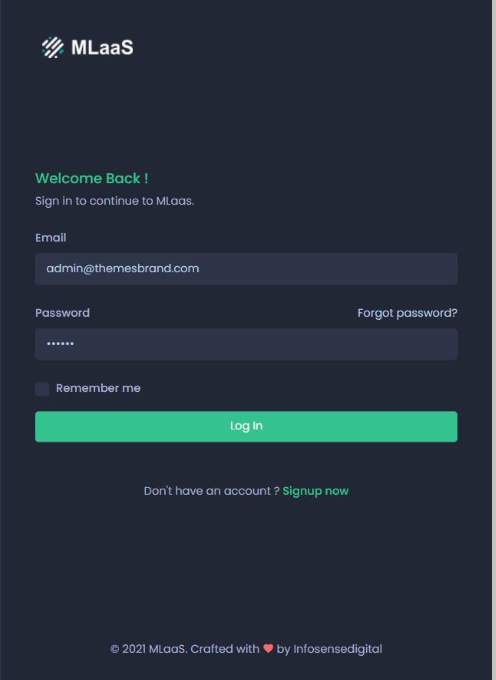 MLaaS
Welcome Back !
Sign in to continue to MLaas.
Email
admin@themesbrand.com
Password Forgot password?
••••••
Remember me
Log In
Don't have an account ? Signup now
© 2021 MLaaS. Crafted with ❤ by Infosensedigital